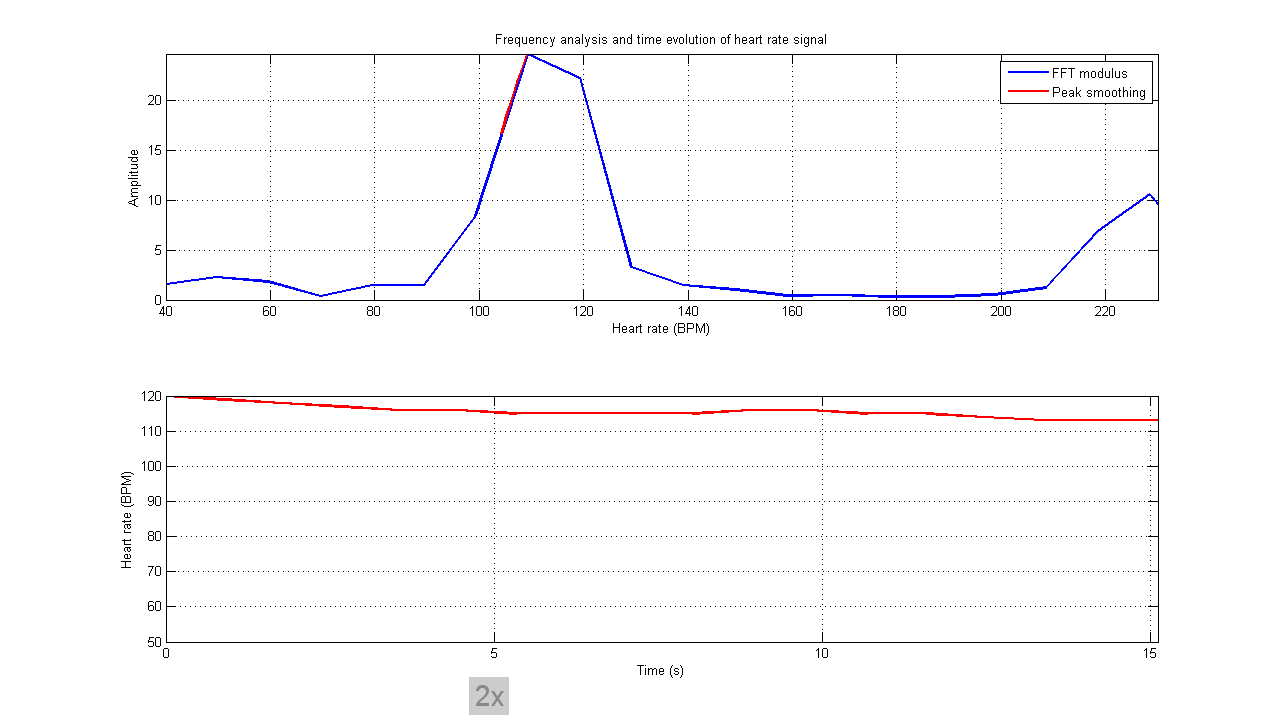 Frequency analysis and time evolution of heart rate signal
FFT modulus
Peak smoothing
Amplitude
20
15
10
5
0
40 60 80 100 120 140 160 180 200 220
Heart rate (BPM)
Heart rate (BPM)
120
110
100
90
80
70
60
50
0 5 10 15
Time (s)
2x